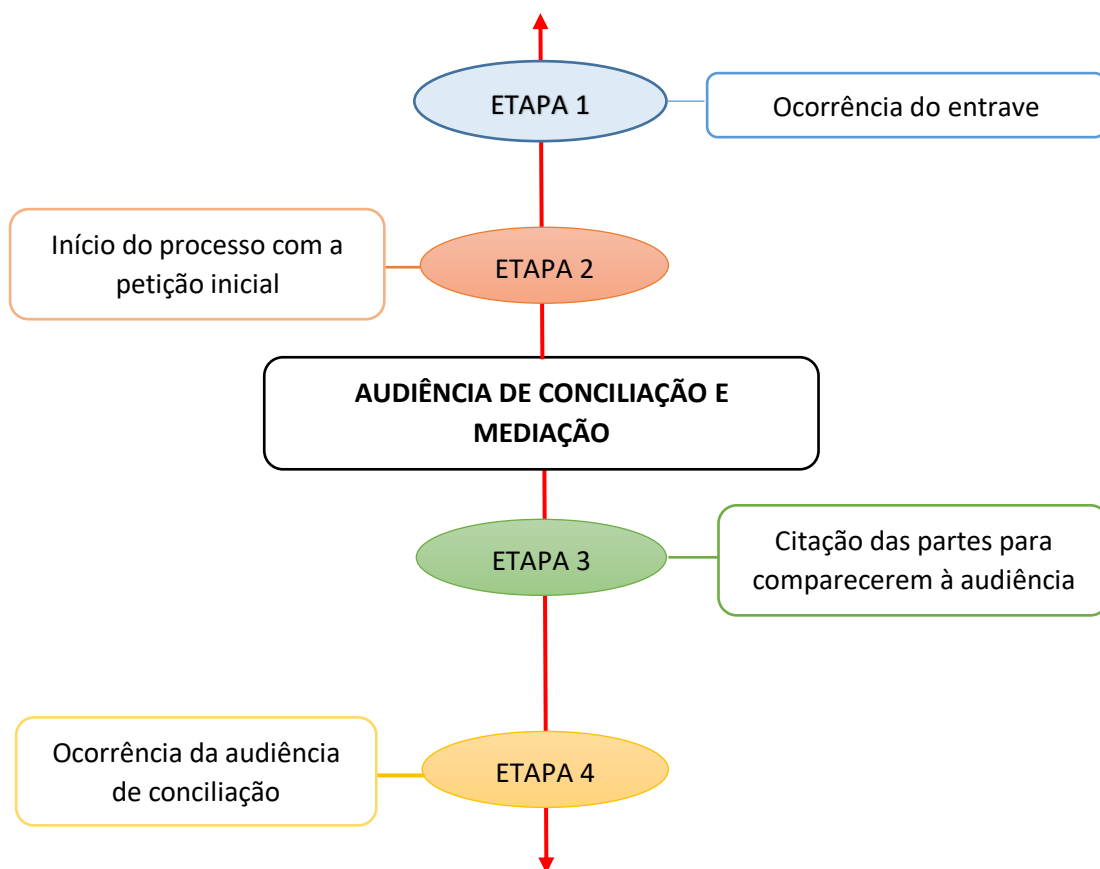 ETAPA 1
Ocorrência do entrave
Início do processo com a
petição inicial
ETAPA 2
AUDIÊNCIA DE CONCILIAÇÃO E
MEDIAÇÃO
ETAPA 3
Citação das partes para
comparecerem à audiência
Ocorrência da audiência
de conciliação
ETAPA 4